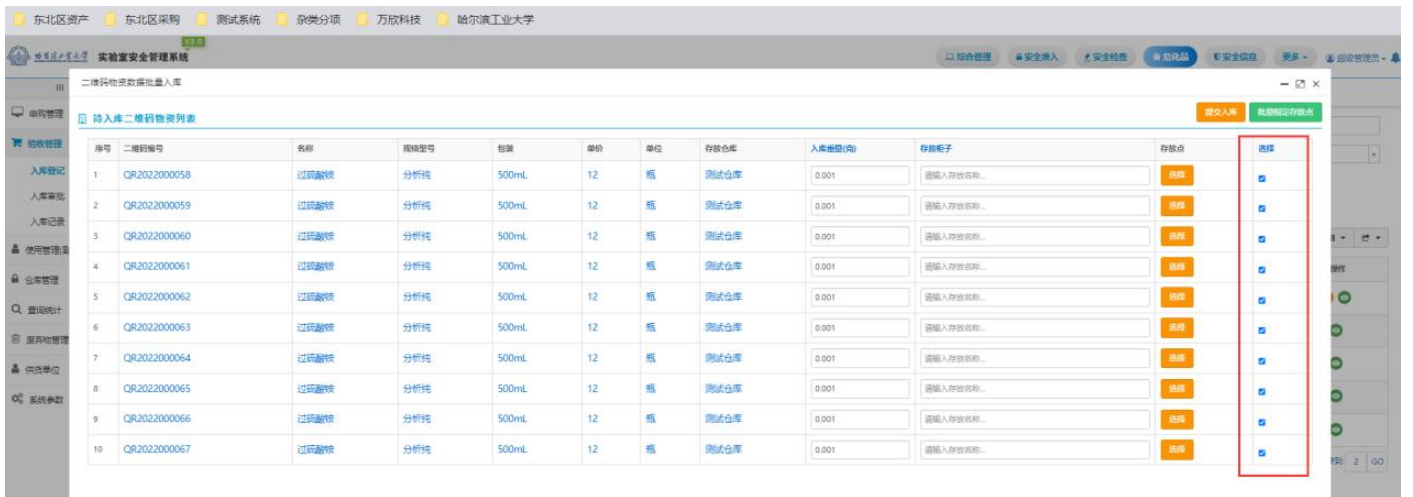 东北区资产 东北区采购 测试系统 杂类分项 万欣科技 哈尔滨工业大学
V3.0
哈尔滨工业大学 实验室安全管理系统 综合管理 安全准入 安全检查 危化品 安全信息 更多 超级管理员
二维码物资数据批量入库
申购管理
待入库二维码物资列表 提交入库 批量指定存放点
验收管理
入库登记
入库审批
入库记录
仓库管理
查询统计
废弃物管理
供货单位
系统参数
序号 二维码编号 名称 规格型号 包装 单价 单位 存放仓库 入库重量(克) 存放柜子 存放点 选择
1 QR2022000058 过硫酸铵 分析纯 500mL 12 瓶 测试仓库 0.001 请输入存放名称... 选择
2 QR2022000059 过硫酸铵 分析纯 500mL 12 瓶 测试仓库 0.001 请输入存放名称... 选择
3 QR2022000060 过硫酸铵 分析纯 500mL 12 瓶 测试仓库 0.001 请输入存放名称... 选择
4 QR2022000061 过硫酸铵 分析纯 500mL 12 瓶 测试仓库 0.001 请输入存放名称... 选择
5 QR2022000062 过硫酸铵 分析纯 500mL 12 瓶 测试仓库 0.001 请输入存放名称... 选择
6 QR2022000063 过硫酸铵 分析纯 500mL 12 瓶 测试仓库 0.001 请输入存放名称... 选择
7 QR2022000064 过硫酸铵 分析纯 500mL 12 瓶 测试仓库 0.001 请输入存放名称... 选择
8 QR2022000065 过硫酸铵 分析纯 500mL 12 瓶 测试仓库 0.001 请输入存放名称... 选择
9 QR2022000066 过硫酸铵 分析纯 500mL 12 瓶 测试仓库 0.001 请输入存放名称... 选择
10 QR2022000067 过硫酸铵 分析纯 500mL 12 瓶 测试仓库 0.001 请输入存放名称... 选择
操作
2 GO